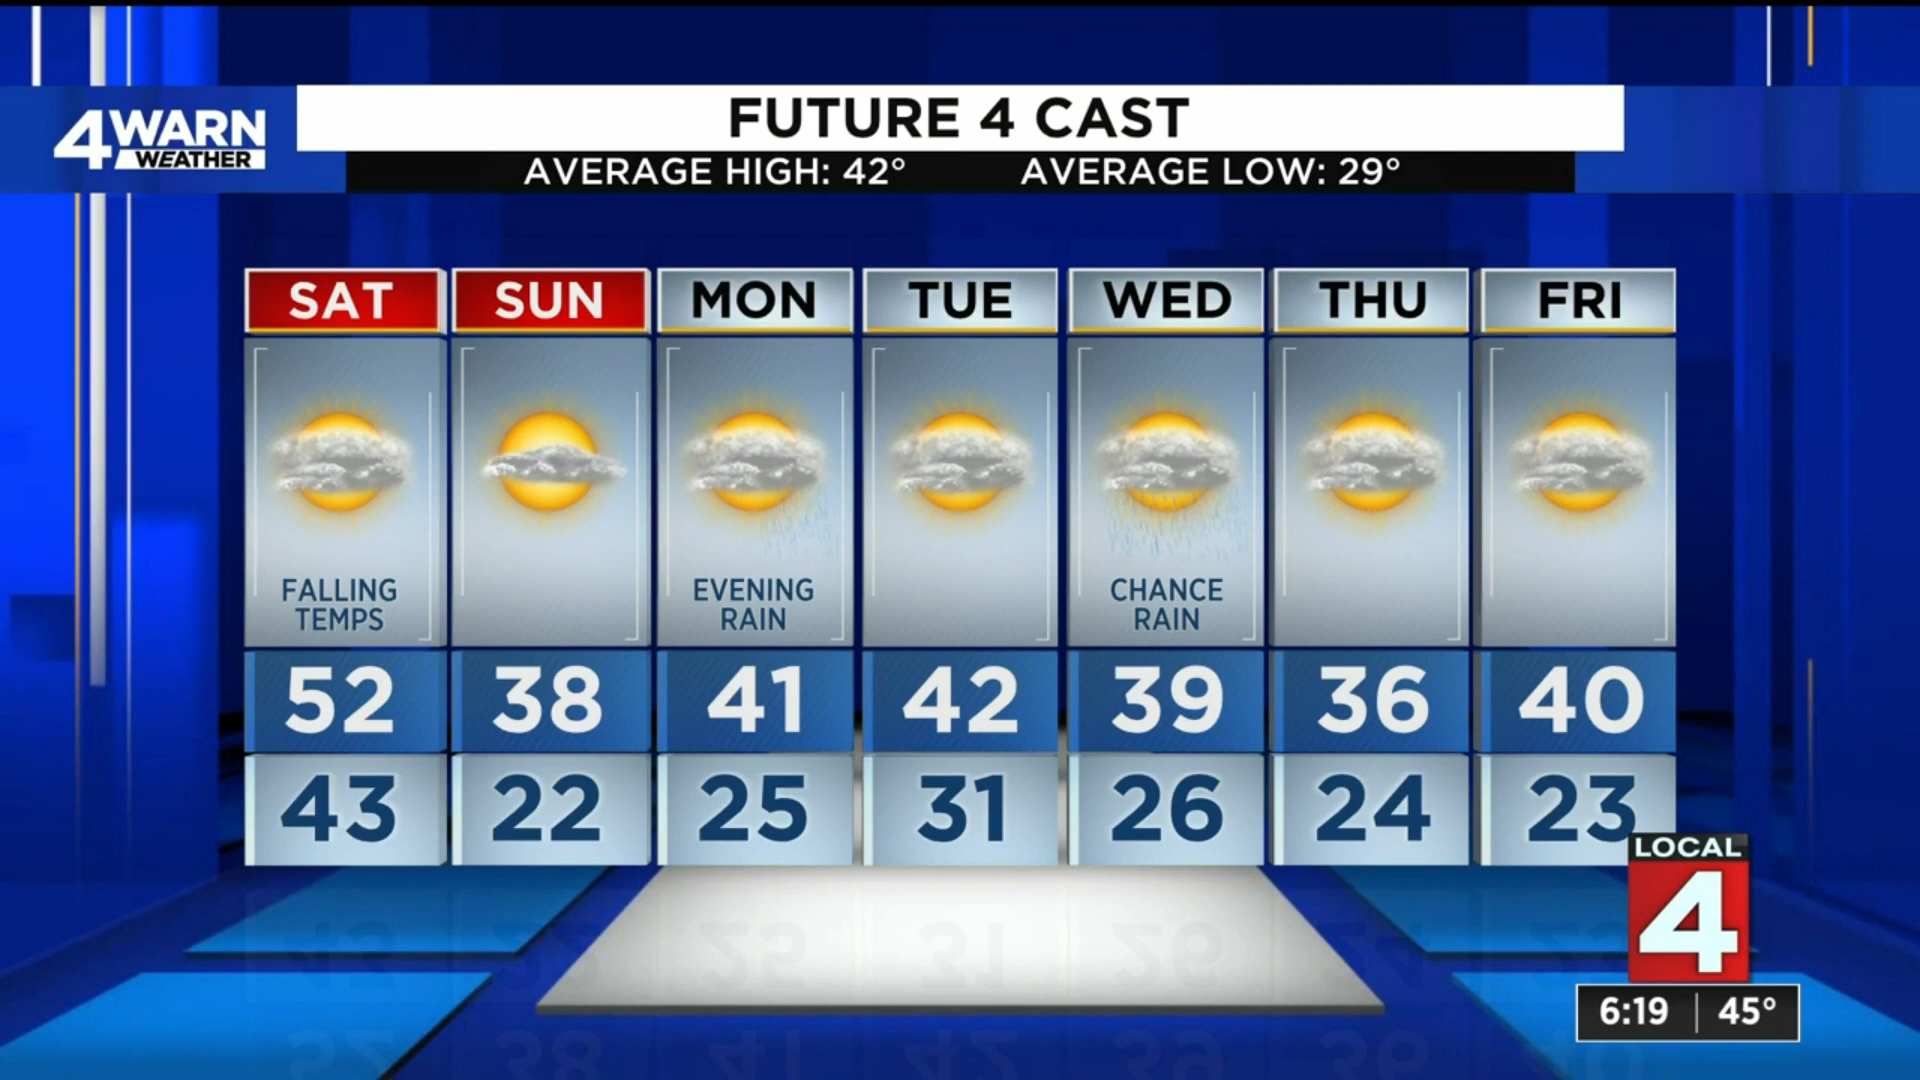 4WARN
WEATHER
FUTURE 4 CAST
AVERAGE HIGH: 42° AVERAGE LOW: 29°
SAT SUN MON TUE WED THU FRI
FALLING TEMPS
EVENING RAIN
CHANCE RAIN
52 38 41 42 39 36 40
43 22 25 31 26 24 23
LOCAL
4
6:19 45°